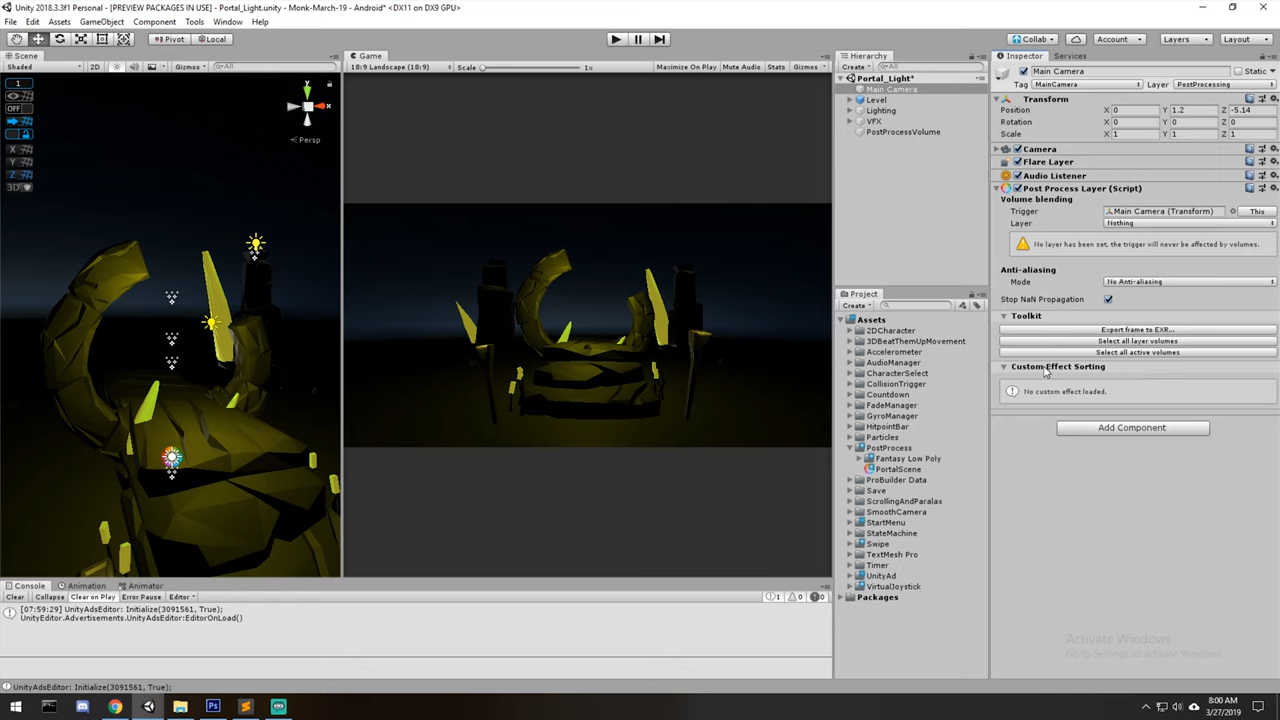 Unity 2018.3.3f1 Personal - [PREVIEW PACKAGES IN USE] - Portal_Light.unity - Monk-March-19 - Android* <DX11 on DX9 GPU>
File Edit Assets GameObject Component Tools Window Help
Pivot Local Collab Account Layers Layout
Scene
Shaded 2D Gizmos All
1
OFF
X
Y
Z
3D
y
x
Persp
Game
18:9 Landscape (18:9) Scale 1x Maximize On Play Mute Audio Stats Gizmos
Hierarchy
Create All
Portal_Light*
Main Camera
Level
Lighting
VFX
PostProcessVolume
Project
Create
Assets
2DCharacter
3DBeatThemUpMovement
Accelerometer
AudioManager
CharacterSelect
CollisionTrigger
Countdown
FadeManager
GyroManager
HitpointBar
Particles
PostProcess
Fantasy Low Poly
PortalScene
ProBuilder Data
Save
ScrollingAndParalax
SmoothCamera
StartMenu
StateMachine
Swipe
TextMesh Pro
Timer
UnityAd
VirtualJoystick
Packages
Inspector Services
Main Camera Static
Tag MainCamera Layer PostProcessing
Transform
Position X 0 Y 1.2 Z -5.14
Rotation X 0 Y 0 Z 0
Scale X 1 Y 1 Z 1
Camera
Flare Layer
Audio Listener
Post Process Layer (Script)
Volume blending
Trigger Main Camera (Transform) This
Layer Nothing
No layer has been set, the trigger will never be affected by volumes.
Anti-aliasing
Mode No Anti-aliasing
Stop NaN Propagation
Toolkit
Export frame to EXR...
Select all layer volumes
Select all active volumes
Custom Effect Sorting
No custom effect loaded.
Add Component
Console Animation Animator
Clear Collapse Clear on Play Error Pause Editor 1 0 0
[07:59:29] UnityAdsEditor: Initialize(3091561, True);
UnityEditor.Advertisements.UnityAdsEditor:EditorOnLoad()
Activate Windows
Go to Settings to activate Windows.
UnityAdsEditor: Initialize(3091561, True);
8:00 AM
3/27/2019